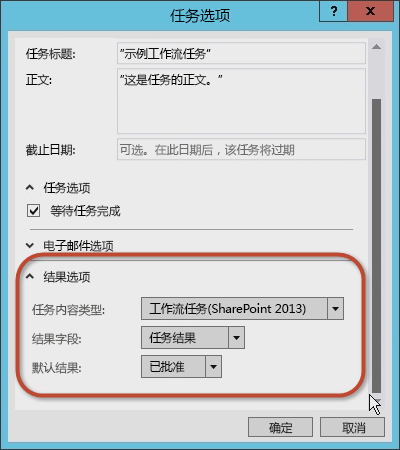 任务选项
? x
任务标题: "示例工作流任务"
正文: "这是任务的正文。"
截止日期: 可选。在此日期后，该任务将过期
任务选项
等待任务完成
电子邮件选项
结果选项
任务内容类型: 工作流任务(SharePoint 2013)
结果字段: 任务结果
默认结果: 已批准
确定 取消